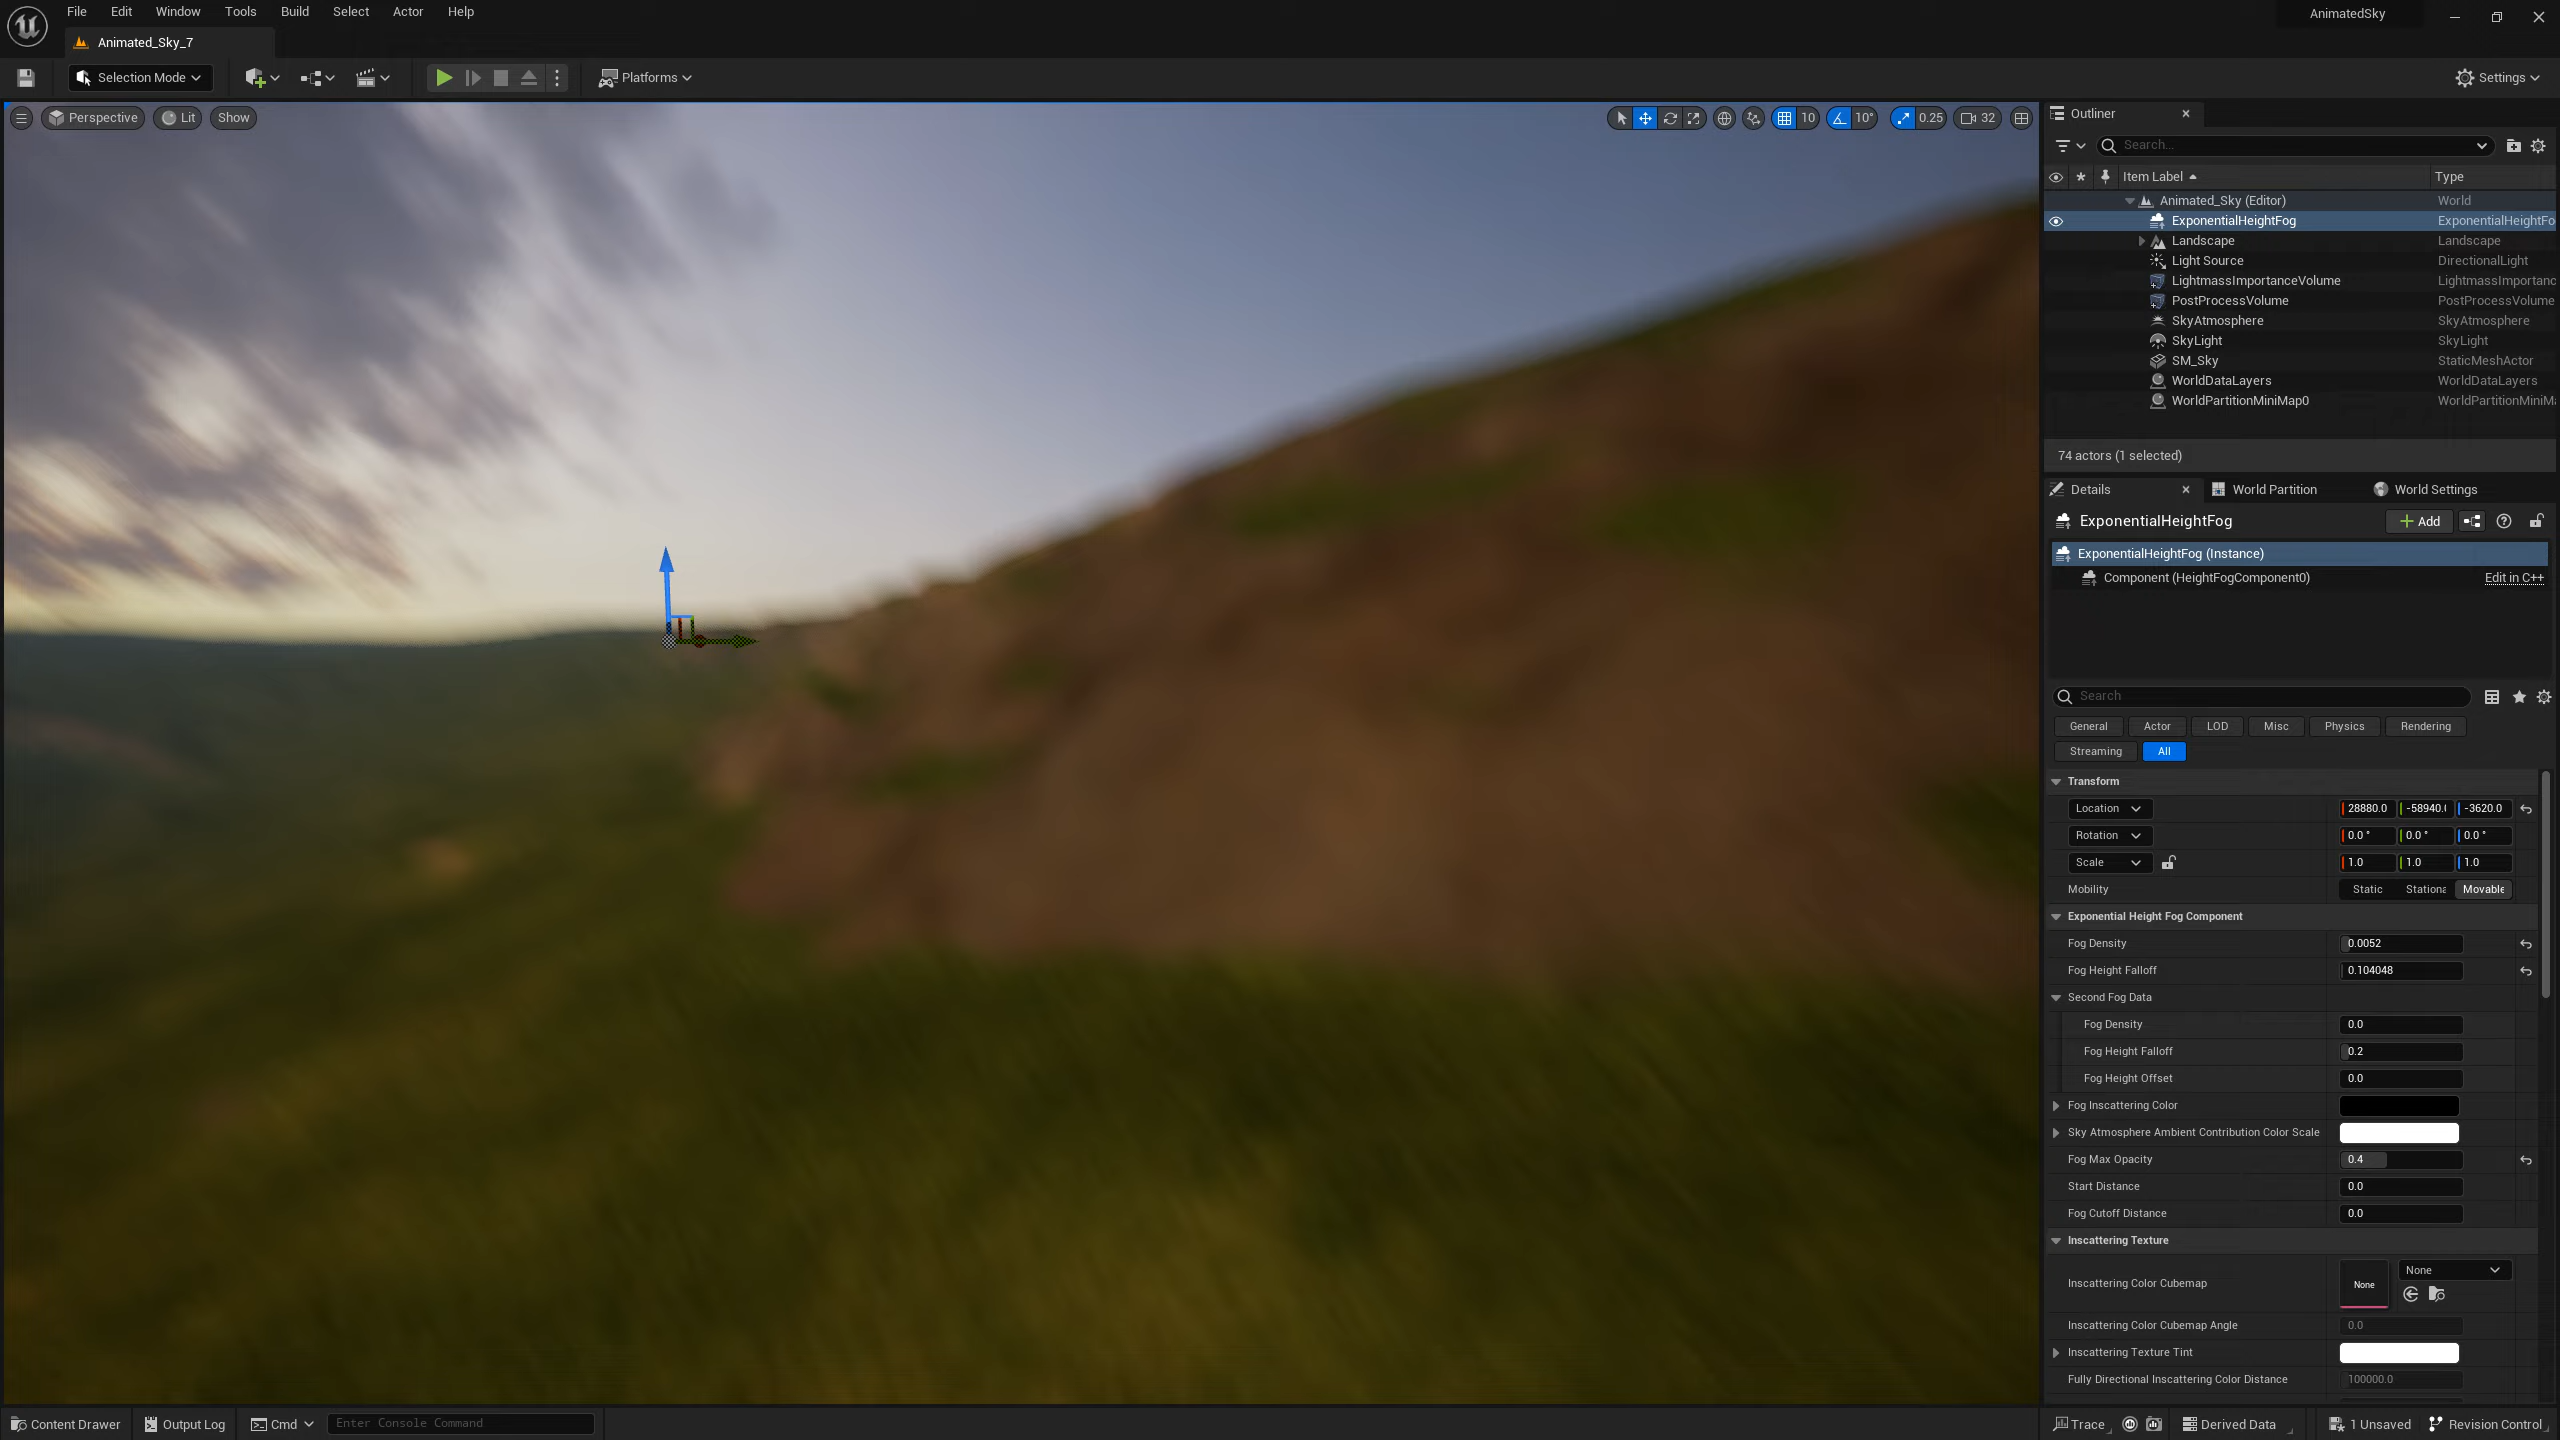 File Edit Window Tools Build Select Actor Help
AnimatedSky
Animated_Sky_7
Selection Mode
Platforms
Settings
Perspective Lit Show
10 10° 0.25 32
Outliner
Search...
Item Label Type
Animated_Sky (Editor) World
ExponentialHeightFog ExponentialHeightFo
Landscape Landscape
Light Source DirectionalLight
LightmassImportanceVolume LightmassImportanc
PostProcessVolume PostProcessVolume
SkyAtmosphere SkyAtmosphere
SkyLight SkyLight
SM_Sky StaticMeshActor
WorldDataLayers WorldDataLayers
WorldPartitionMiniMap0 WorldPartitionMiniM
74 actors (1 selected)
Details World Partition World Settings
ExponentialHeightFog Add
ExponentialHeightFog (Instance)
Component (HeightFogComponent0) Edit in C++
Search
General Actor LOD Misc Physics Rendering
Streaming All
Transform
Location 28880.0 -58940.( -3620.0
Rotation 0.0 ° 0.0 ° 0.0 °
Scale 1.0 1.0 1.0
Mobility Static Stationa Movable
Exponential Height Fog Component
Fog Density 0.0052
Fog Height Falloff 0.104048
Second Fog Data
Fog Density 0.0
Fog Height Falloff 0.2
Fog Height Offset 0.0
Fog Inscattering Color
Sky Atmosphere Ambient Contribution Color Scale
Fog Max Opacity 0.4
Start Distance 0.0
Fog Cutoff Distance 0.0
Inscattering Texture
Inscattering Color Cubemap None None
Inscattering Color Cubemap Angle 0.0
Inscattering Texture Tint
Fully Directional Inscattering Color Distance 100000.0
Content Drawer Output Log Cmd Enter Console Command
Trace Derived Data 1 Unsaved Revision Control